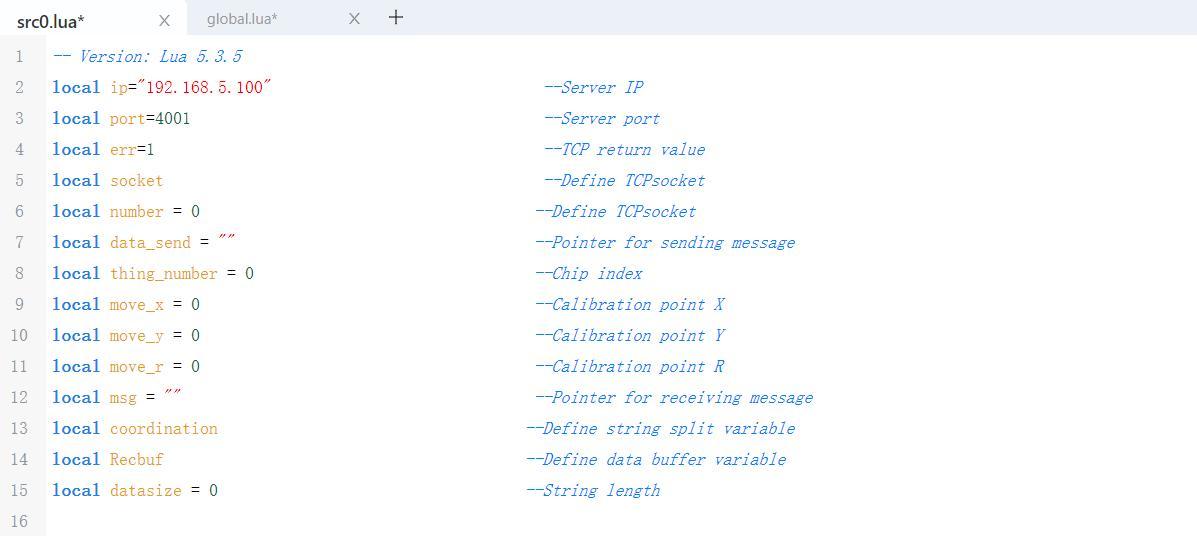 src0.lua* × global.lua* × +
1 -- Version: Lua 5.3.5
2 local ip="192.168.5.100" --Server IP
3 local port=4001 --Server port
4 local err=1 --TCP return value
5 local socket --Define TCPsocket
6 local number = 0 --Define TCPsocket
7 local data_send = "" --Pointer for sending message
8 local thing_number = 0 --Chip index
9 local move_x = 0 --Calibration point X
10 local move_y = 0 --Calibration point Y
11 local move_r = 0 --Calibration point R
12 local msg = "" --Pointer for receiving message
13 local coordination --Define string split variable
14 local Recbuf --Define data buffer variable
15 local datasize = 0 --String length
16